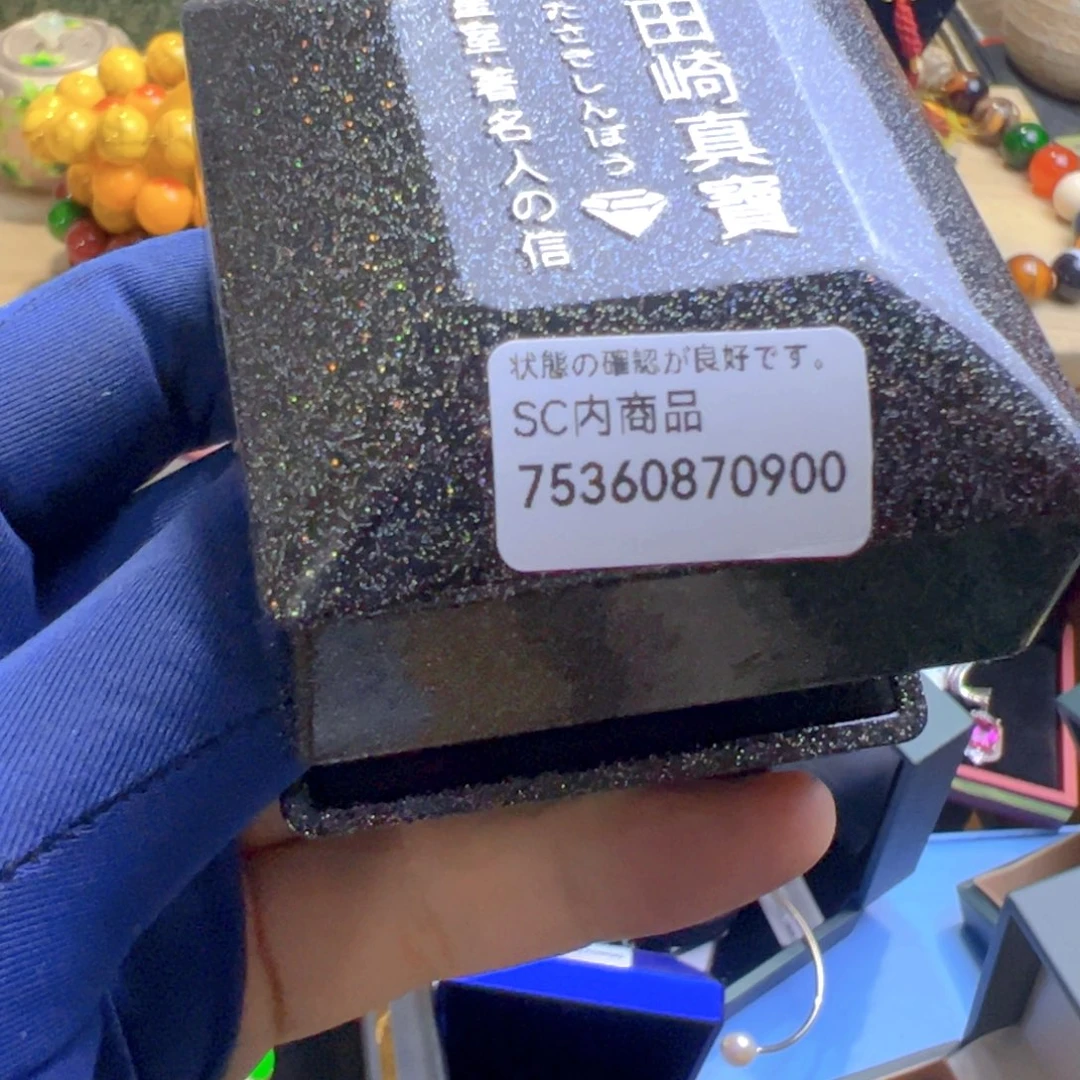 田崎真寶
たさきしんぼう
室著名人の信
状態の確認が良好です。
SC内商品
75360870900